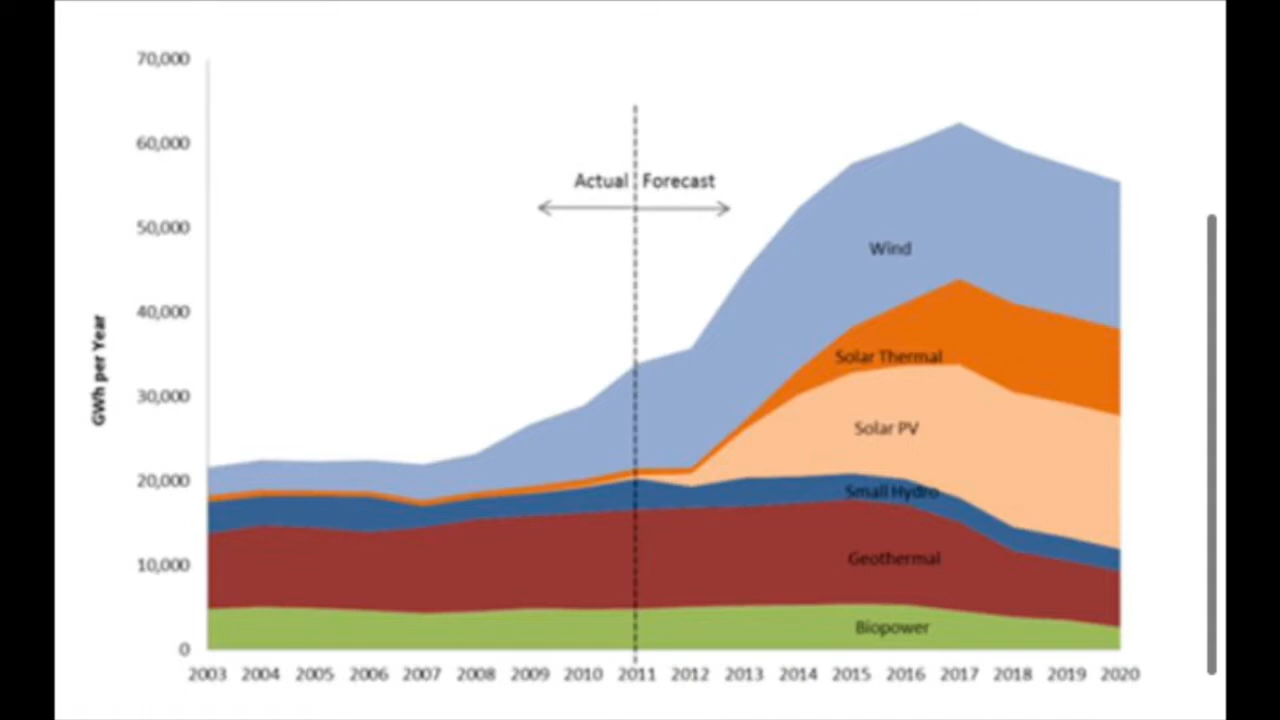 70,000
60,000
50,000
40,000
30,000
20,000
10,000
0
GWh per Year
Actual Forecast
Wind
Solar Thermal
Solar PV
Small Hydro
Geothermal
Biopower
2003 2004 2005 2006 2007 2008 2009 2010 2011 2012 2013 2014 2015 2016 2017 2018 2019 2020